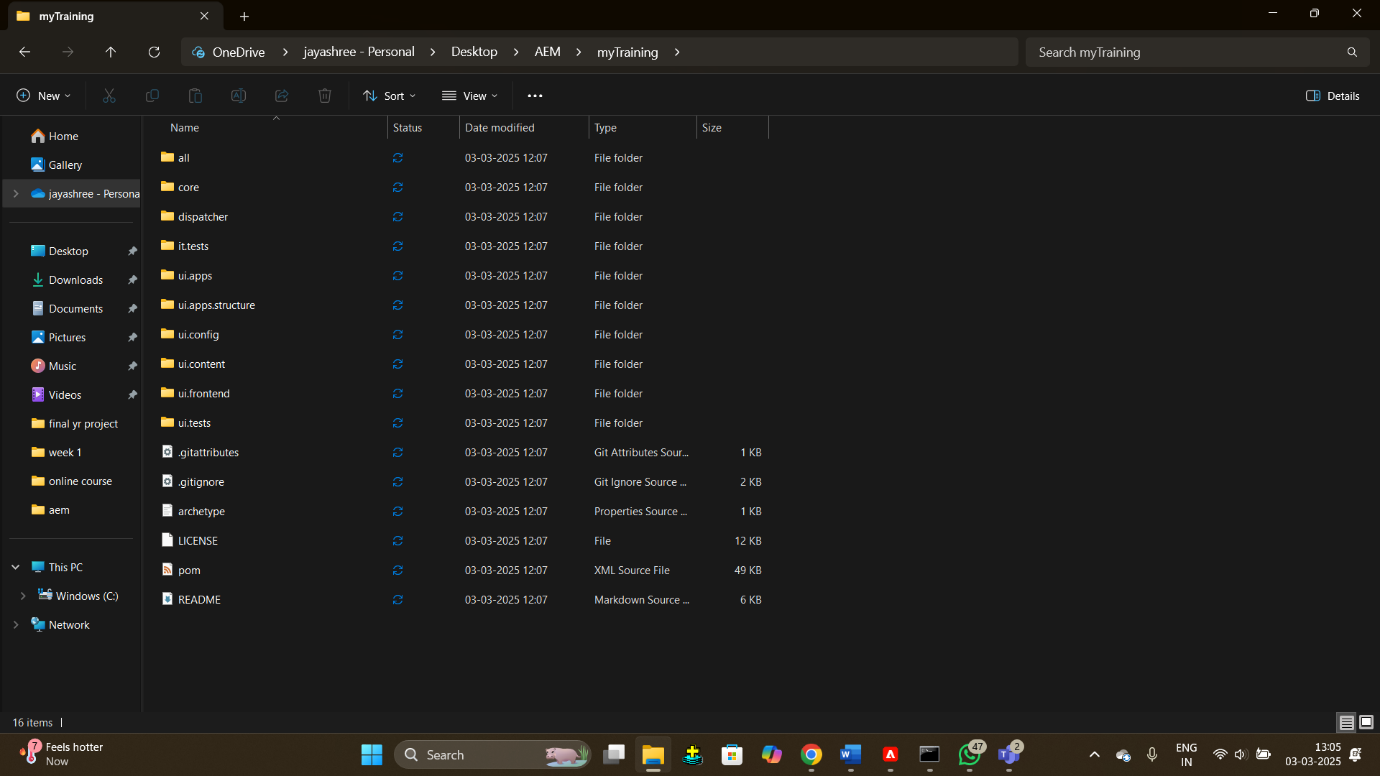 myTraining
OneDrive > jayashree - Personal > Desktop > AEM > myTraining >
Search myTraining
New
Sort
View
Details
Name Status Date modified Type Size
Home
Gallery
jayashree - Persona
Desktop
Downloads
Documents
Pictures
Music
Videos
final yr project
week 1
online course
aem
This PC
Windows (C:)
Network
all 03-03-2025 12:07 File folder
core 03-03-2025 12:07 File folder
dispatcher 03-03-2025 12:07 File folder
it.tests 03-03-2025 12:07 File folder
ui.apps 03-03-2025 12:07 File folder
ui.apps.structure 03-03-2025 12:07 File folder
ui.config 03-03-2025 12:07 File folder
ui.content 03-03-2025 12:07 File folder
ui.frontend 03-03-2025 12:07 File folder
ui.tests 03-03-2025 12:07 File folder
.gitattributes 03-03-2025 12:07 Git Attributes Sour... 1 KB
.gitignore 03-03-2025 12:07 Git Ignore Source ... 2 KB
archetype 03-03-2025 12:07 Properties Source ... 1 KB
LICENSE 03-03-2025 12:07 File 12 KB
pom 03-03-2025 12:07 XML Source File 49 KB
README 03-03-2025 12:07 Markdown Source ... 6 KB
16 items
7
Feels hotter
Now
Search
47
2
ENG
IN
13:05
03-03-2025